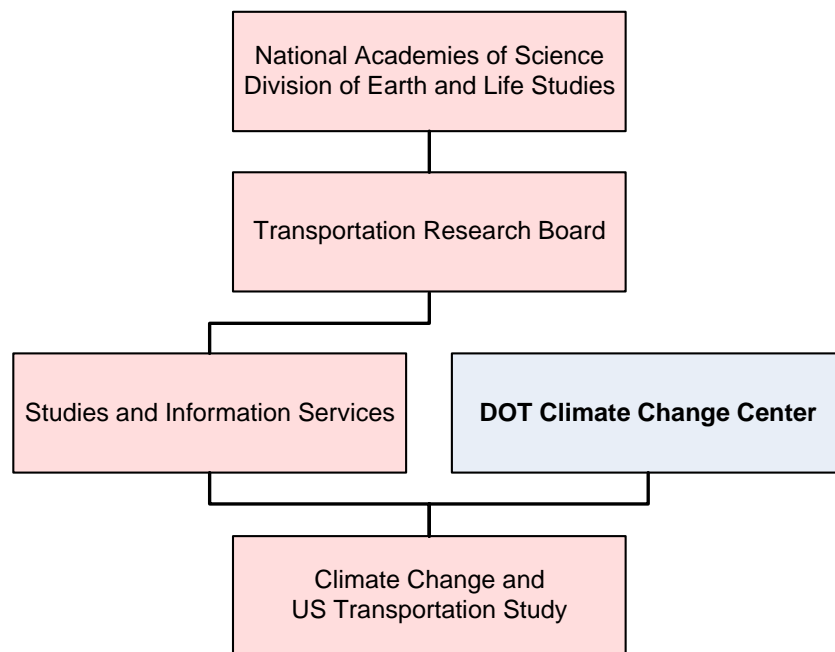 National Academies of Science
Division of Earth and Life Studies
Transportation Research Board
Studies and Information Services
DOT Climate Change Center
Climate Change and
US Transportation Study